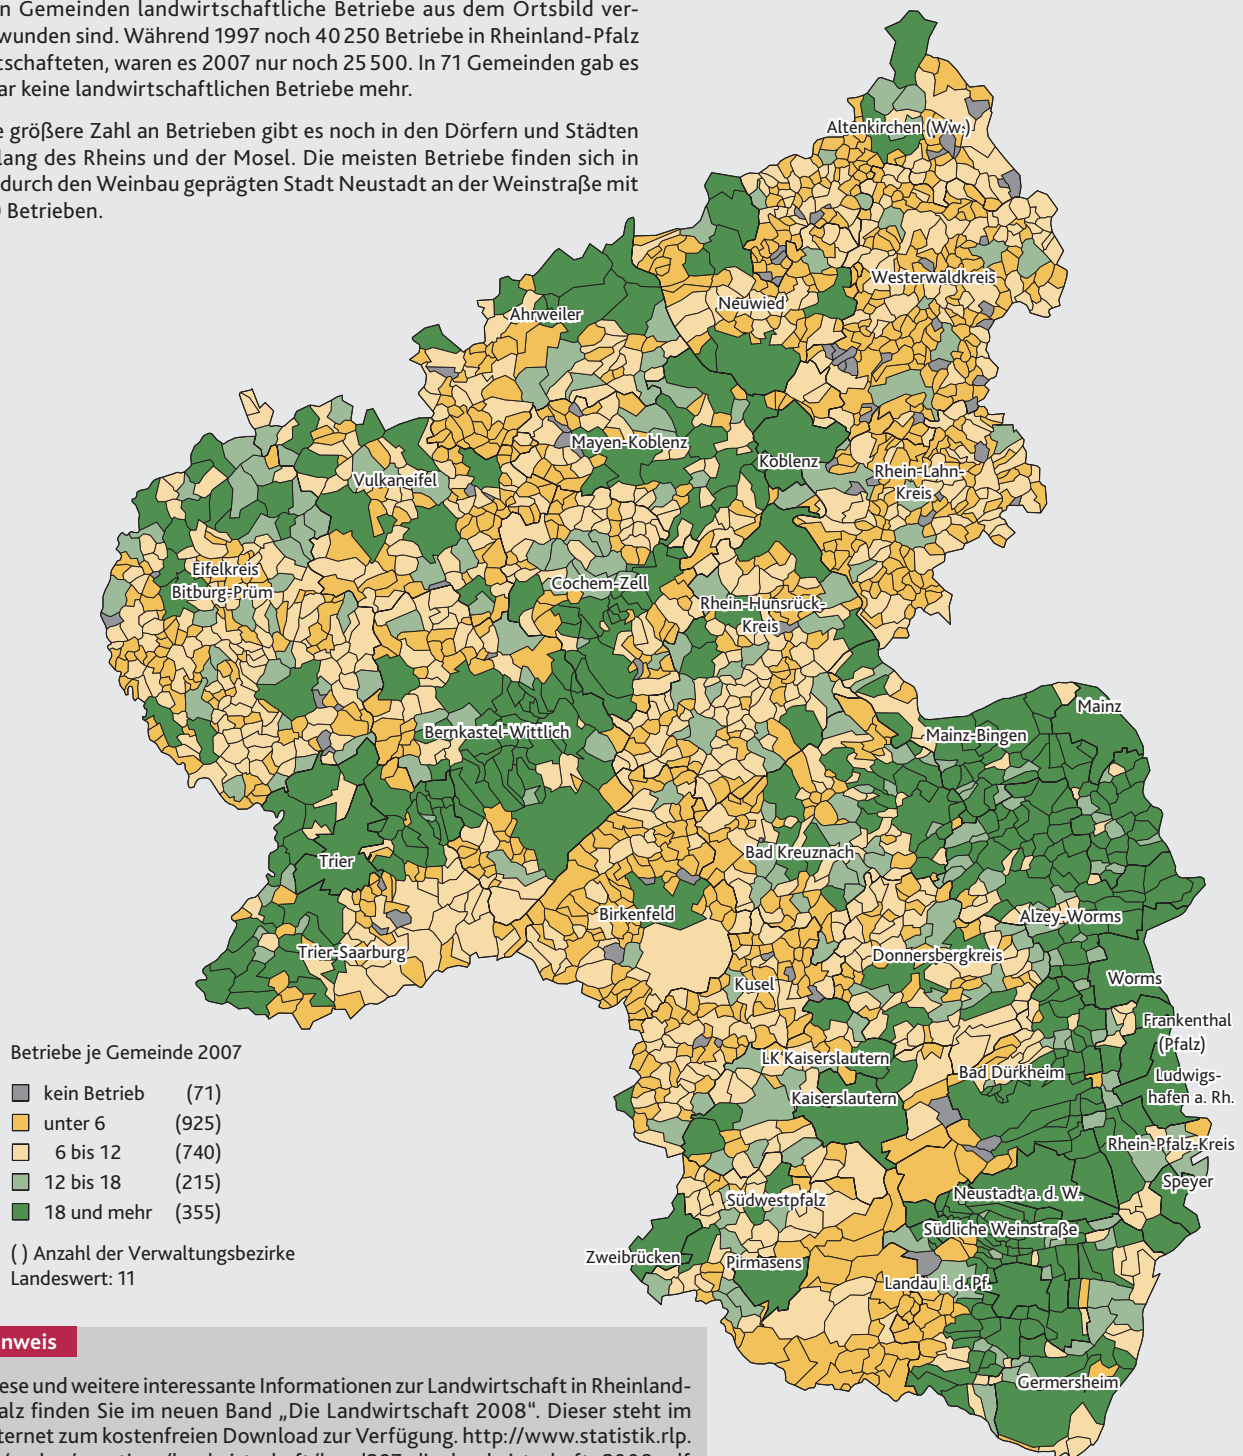 n Gemeinden landwirtschaftliche Betriebe aus dem Ortsbild ver-
wunden sind. Während 1997 noch 40 250 Betriebe in Rheinland-Pfalz
tschafteten, waren es 2007 nur noch 25 500. In 71 Gemeinden gab es
ar keine landwirtschaftlichen Betriebe mehr.
e größere Zahl an Betrieben gibt es noch in den Dörfern und Städten
lang des Rheins und der Mosel. Die meisten Betriebe finden sich in
durch den Weinbau geprägten Stadt Neustadt an der Weinstraße mit
Betrieben.
Altenkirchen (Ww.)
Westerwaldkreis
Neuwied
Ahrweiler
Mayen-Koblenz
Koblenz
Rhein-Lahn-
Kreis
Vulkaneifel
Eifelkreis
Bitburg-Prüm
Cochem-Zell
Rhein-Hunsrück-
Kreis
Bernkastel-Wittlich
Mainz
Mainz-Bingen
Bad Kreuznach
Trier
Birkenfeld
Alzey-Worms
Trier-Saarburg
Donnersbergkreis
Worms
Kusel
Frankenthal
(Pfalz)
LK Kaiserslautern
Bad Dürkheim
Ludwigs-
hafen a. Rh.
Kaiserslautern
Rhein-Pfalz-Kreis
Speyer
Neustadt a. d. W.
Südwestpfalz
Südliche Weinstraße
Zweibrücken
Pirmasens
Landau i. d. Pf.
Germersheim
Betriebe je Gemeinde 2007
kein Betrieb (71)
unter 6 (925)
6 bis 12 (740)
12 bis 18 (215)
18 und mehr (355)
( ) Anzahl der Verwaltungsbezirke
Landeswert: 11
nweis
ese und weitere interessante Informationen zur Landwirtschaft in Rheinland-
alz finden Sie im neuen Band „Die Landwirtschaft 2008“. Dieser steht im
ternet zum kostenfreien Download zur Verfügung. http://www.statistik.rlp.